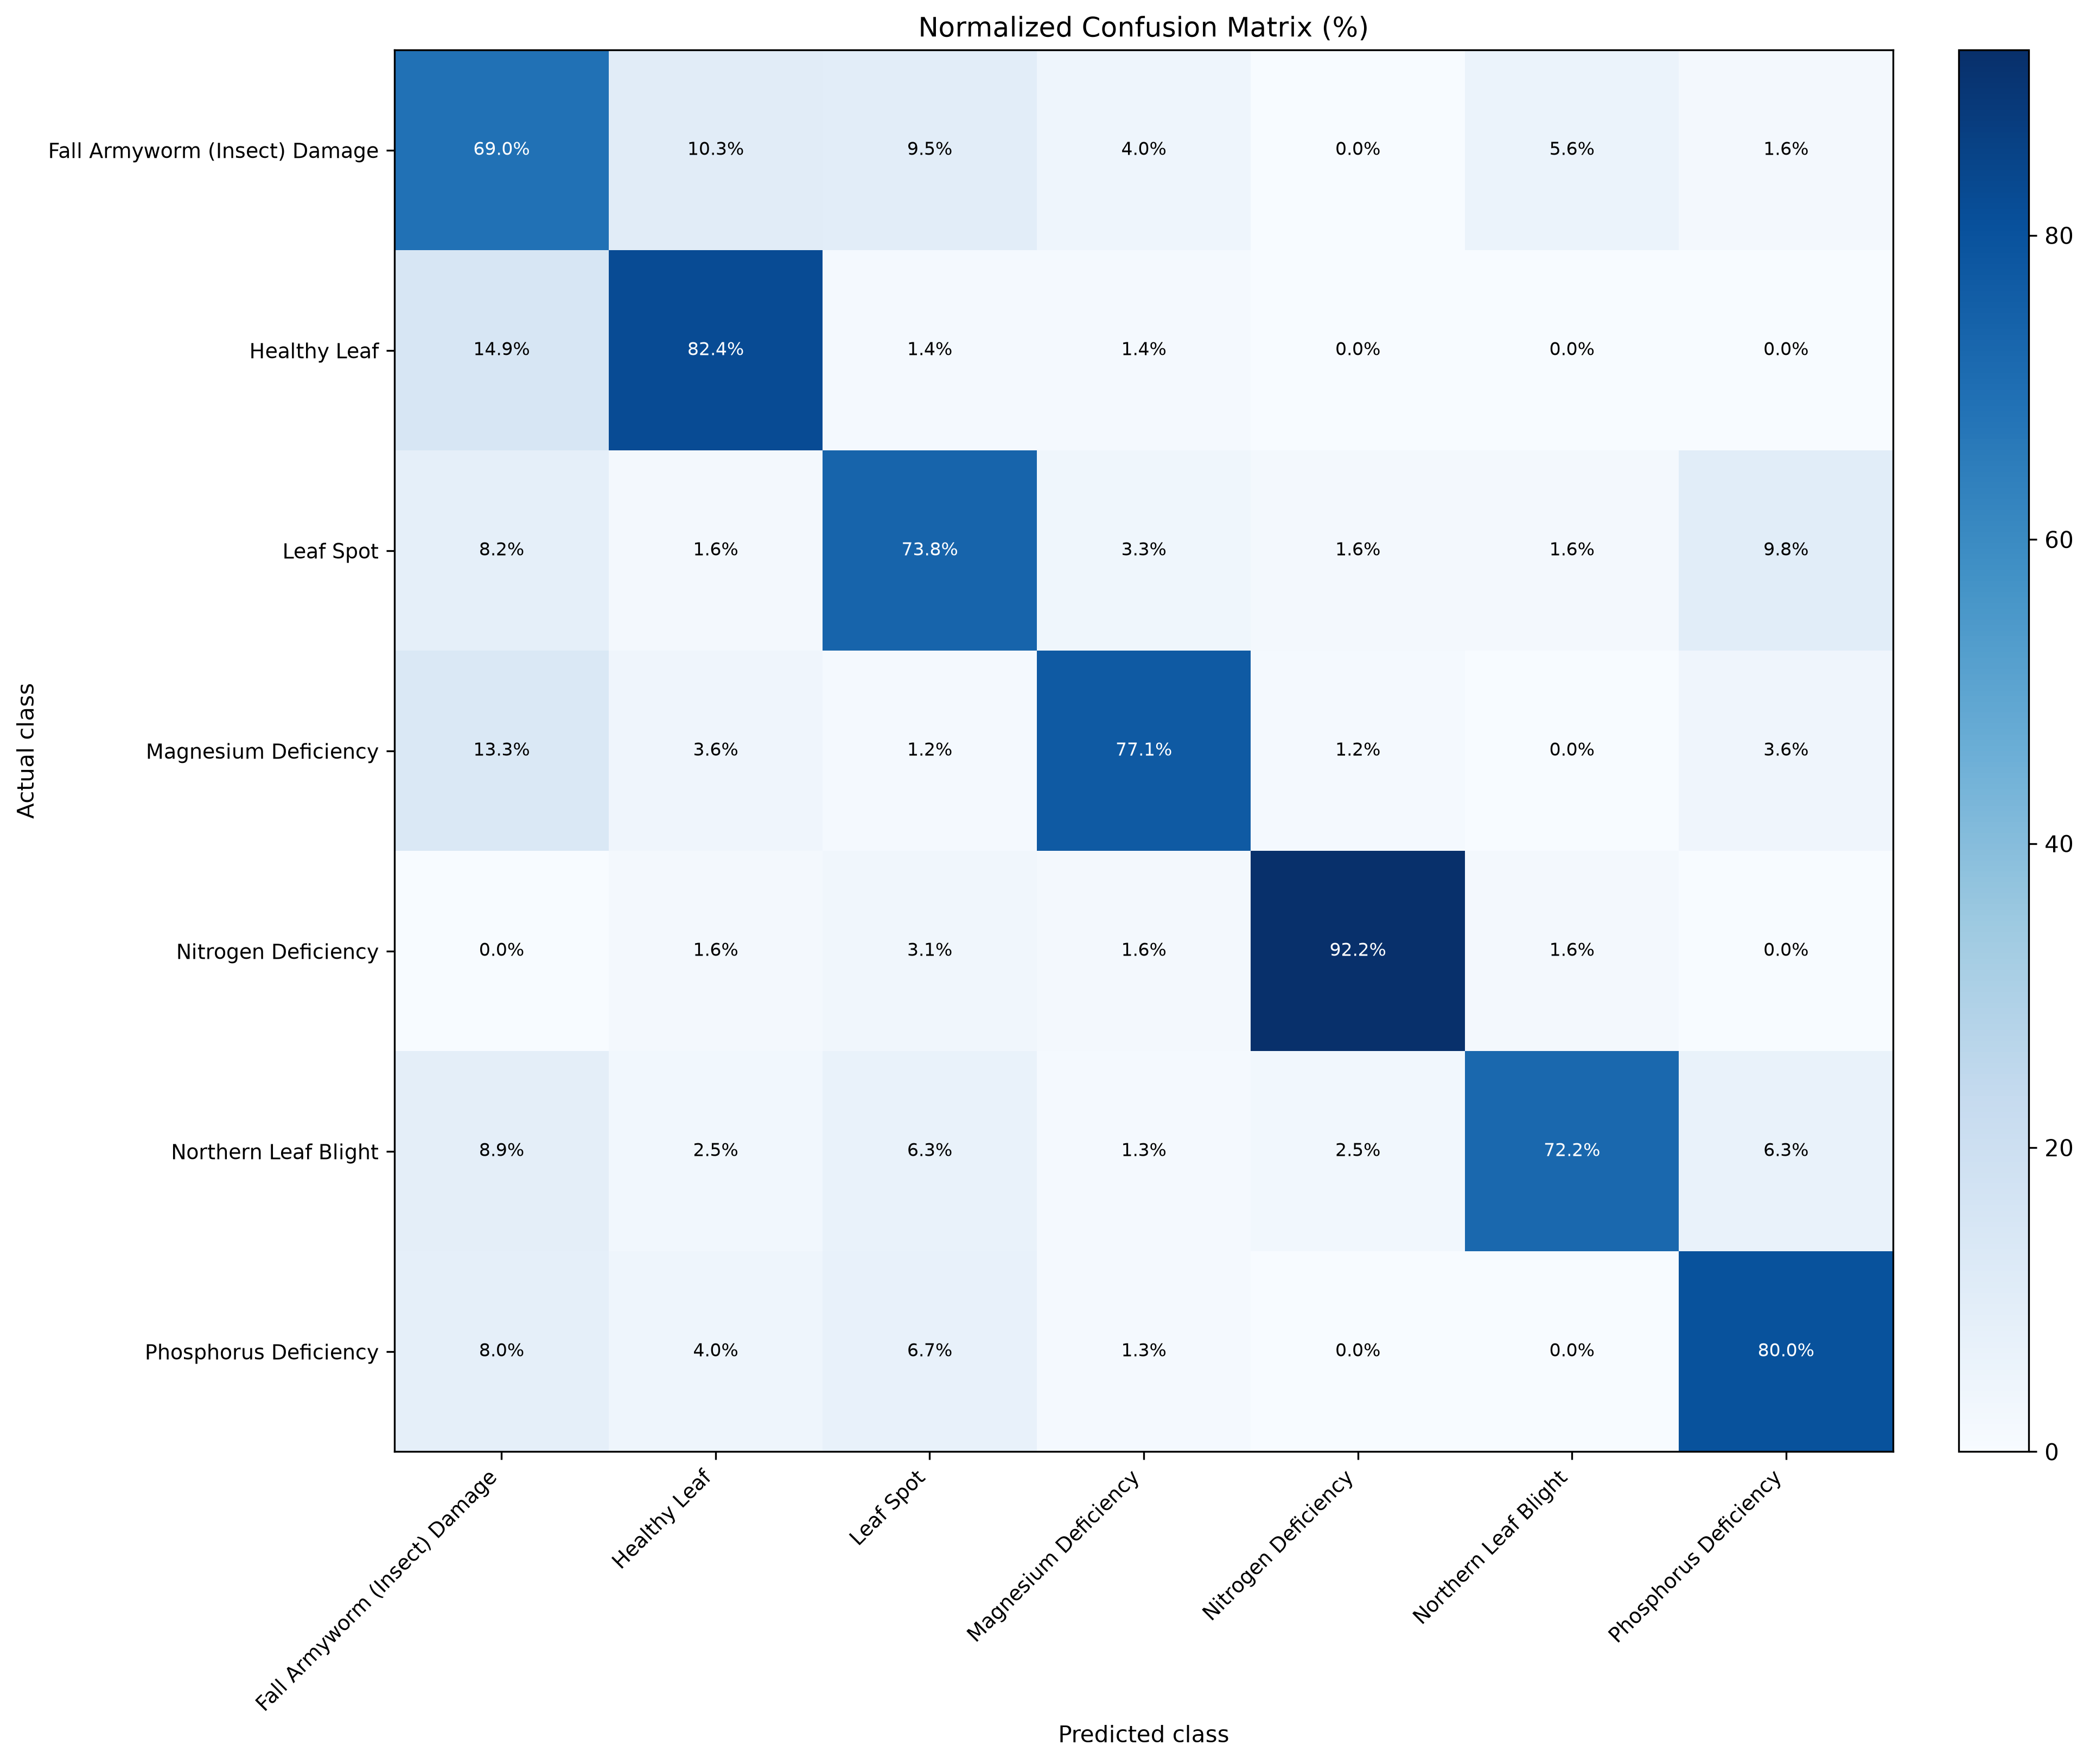 Normalized Confusion Matrix (%)
Fall Armyworm (Insect) Damage 69.0% 10.3% 9.5% 4.0% 0.0% 5.6% 1.6%
80
Healthy Leaf 14.9% 82.4% 1.4% 1.4% 0.0% 0.0% 0.0%
60
Leaf Spot 8.2% 1.6% 73.8% 3.3% 1.6% 1.6% 9.8%
Actual class
Magnesium Deficiency 13.3% 3.6% 1.2% 77.1% 1.2% 0.0% 3.6%
40
Nitrogen Deficiency 0.0% 1.6% 3.1% 1.6% 92.2% 1.6% 0.0%
Northern Leaf Blight 8.9% 2.5% 6.3% 1.3% 2.5% 72.2% 6.3%
20
Phosphorus Deficiency 8.0% 4.0% 6.7% 1.3% 0.0% 0.0% 80.0%
0
Fall Armyworm (Insect) Damage
Healthy Leaf
Leaf Spot
Magnesium Deficiency
Nitrogen Deficiency
Northern Leaf Blight
Phosphorus Deficiency
Predicted class